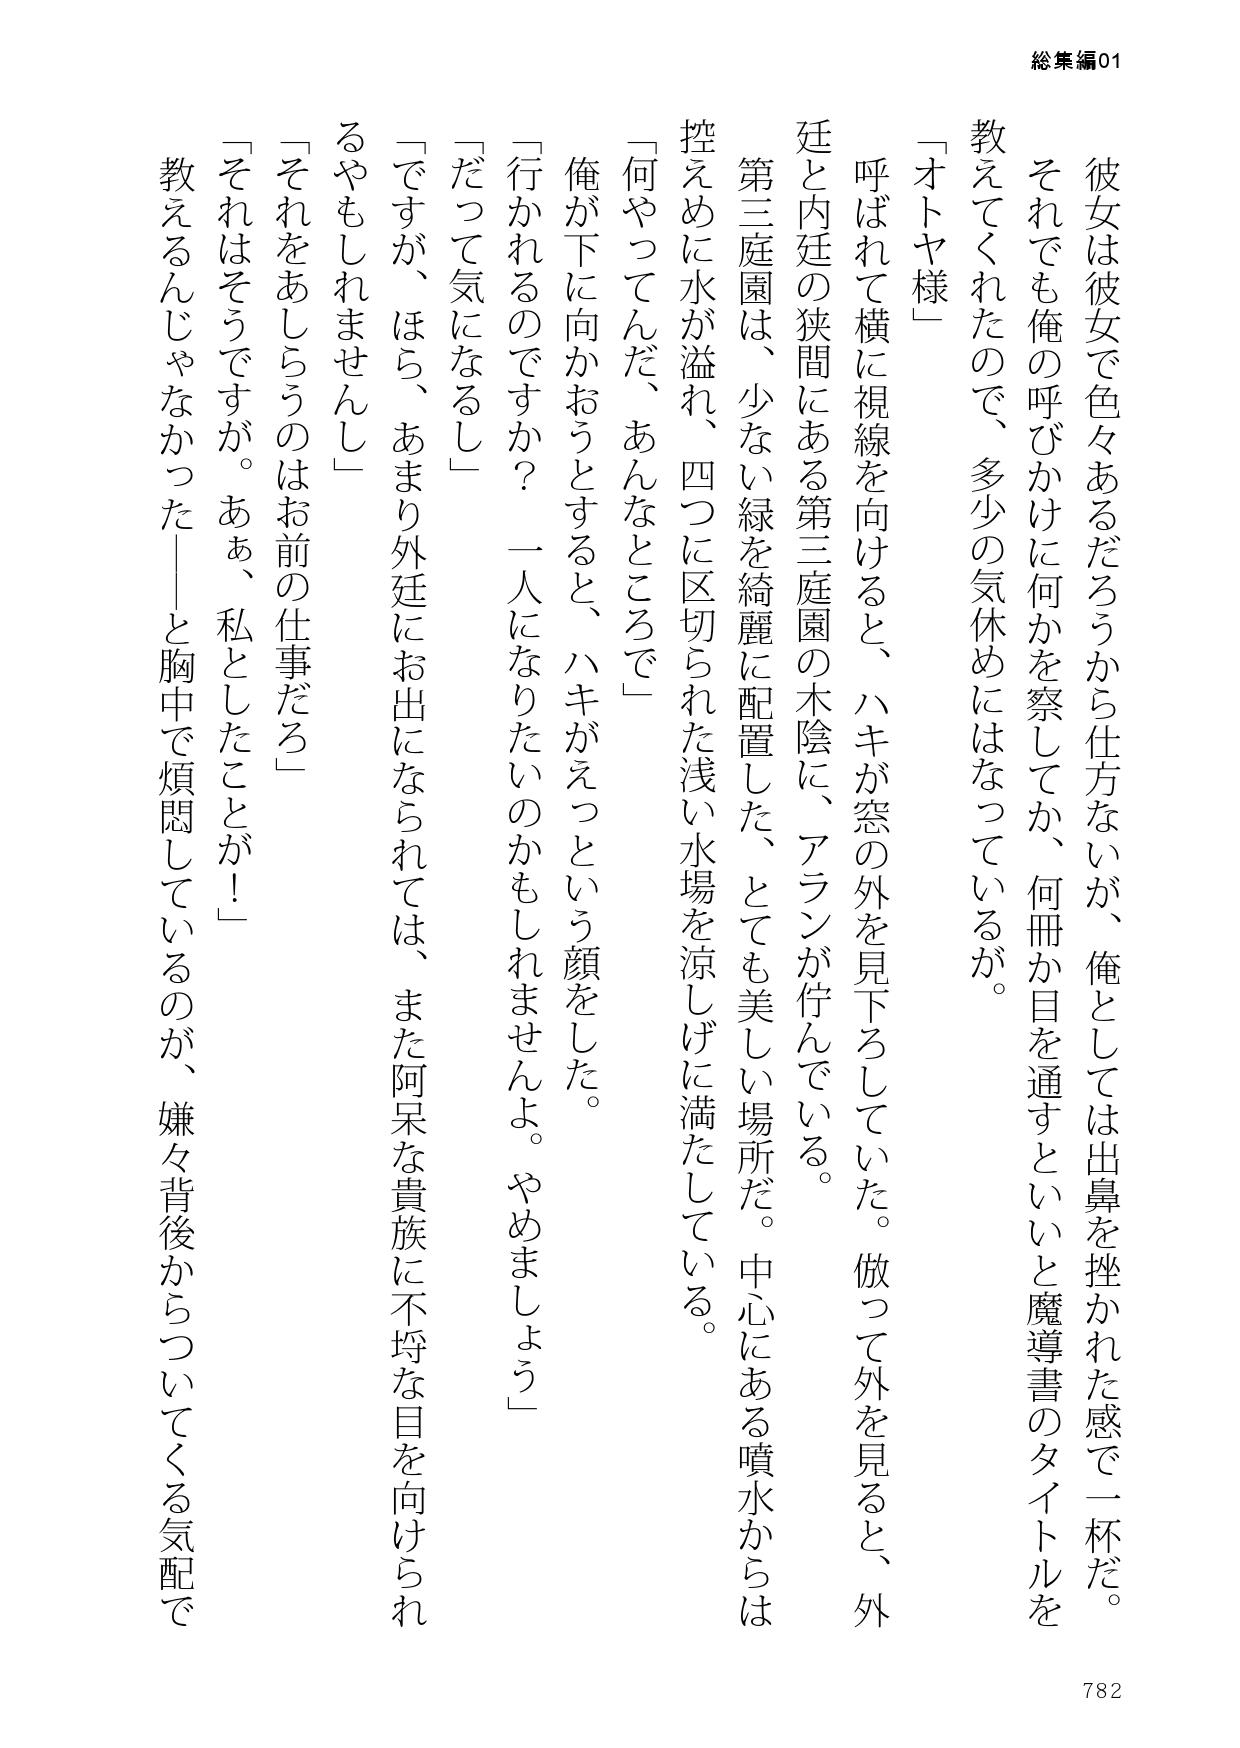 総集編01
　彼女は彼女で色々あるだろうから仕方ないが、俺としては出鼻を挫かれた感で一杯だ。
　それでも俺の呼びかけに何かを察してか、何冊か目を通すといいと魔導書のタイトルを
教えてくれたので、多少の気休めにはなっているが。
「オトヤ様」
　呼ばれて横に視線を向けると、ハキが窓の外を見下ろしていた。倣って外を見ると、外
廷と内廷の狭間にある第三庭園の木陰に、アランが佇んでいる。
　第三庭園は、少ない緑を綺麗に配置した、とても美しい場所だ。中心にある噴水からは
控えめに水が溢れ、四つに区切られた浅い水場を涼しげに満たしている。
「何やってんだ、あんなところで」
　俺が下に向かおうとすると、ハキがえっという顔をした。
「行かれるのですか？　一人になりたいのかもしれませんよ。やめましょう」
「だって気になるし」
「ですが、ほら、あまり外廷にお出になられては、また阿呆な貴族に不埒な目を向けられ
るやもしれませんし」
「それをあしらうのはお前の仕事だろ」
「それはそうですが。あぁ、私としたことが！」
　教えるんじゃなかった――と胸中で煩悶しているのが、嫌々背後からついてくる気配で
782